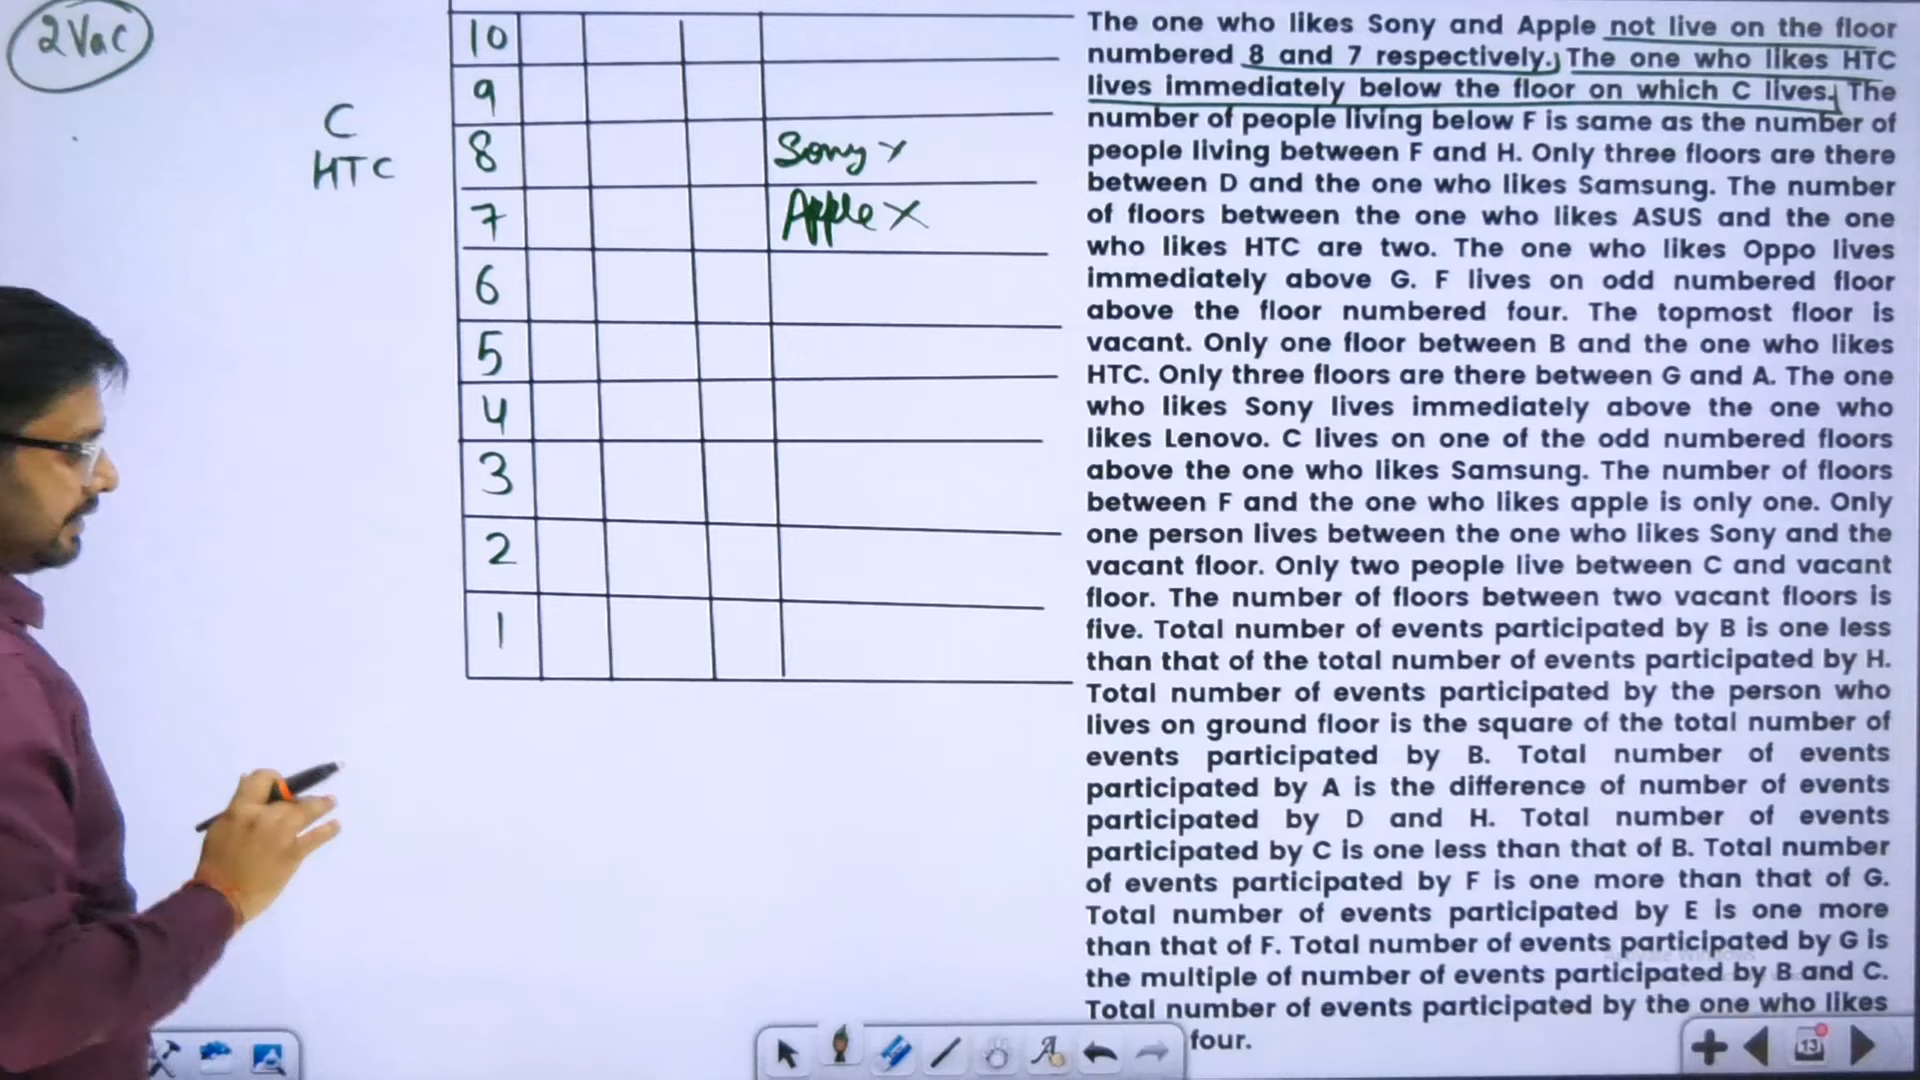 2 Vac
C
HTC
10
9
8 Sony x
7 Apple x
6
5
4
3
2
1
The one who likes Sony and Apple not live on the floor
numbered 8 and 7 respectively. The one who likes HTC
lives immediately below the floor on which C lives. The
number of people living below F is same as the number of
people living between F and H. Only three floors are there
between D and the one who likes Samsung. The number
of floors between the one who likes ASUS and the one
who likes HTC are two. The one who likes Oppo lives
immediately above G. F lives on odd numbered floor
above the floor numbered four. The topmost floor is
vacant. Only one floor between B and the one who likes
HTC. Only three floors are there between G and A. The one
who likes Sony lives immediately above the one who
likes Lenovo. C lives on one of the odd numbered floors
above the one who likes Samsung. The number of floors
between F and the one who likes apple is only one. Only
one person lives between the one who likes Sony and the
vacant floor. Only two people live between C and vacant
floor. The number of floors between two vacant floors is
five. Total number of events participated by B is one less
than that of the total number of events participated by H.
Total number of events participated by the person who
lives on ground floor is the square of the total number of
events participated by B. Total number of events
participated by A is the difference of number of events
participated by D and H. Total number of events
participated by C is one less than that of B. Total number
of events participated by F is one more than that of G.
Total number of events participated by E is one more
than that of F. Total number of events participated by G is
the multiple of number of events participated by B and C.
Total number of events participated by the one who likes
four.
13